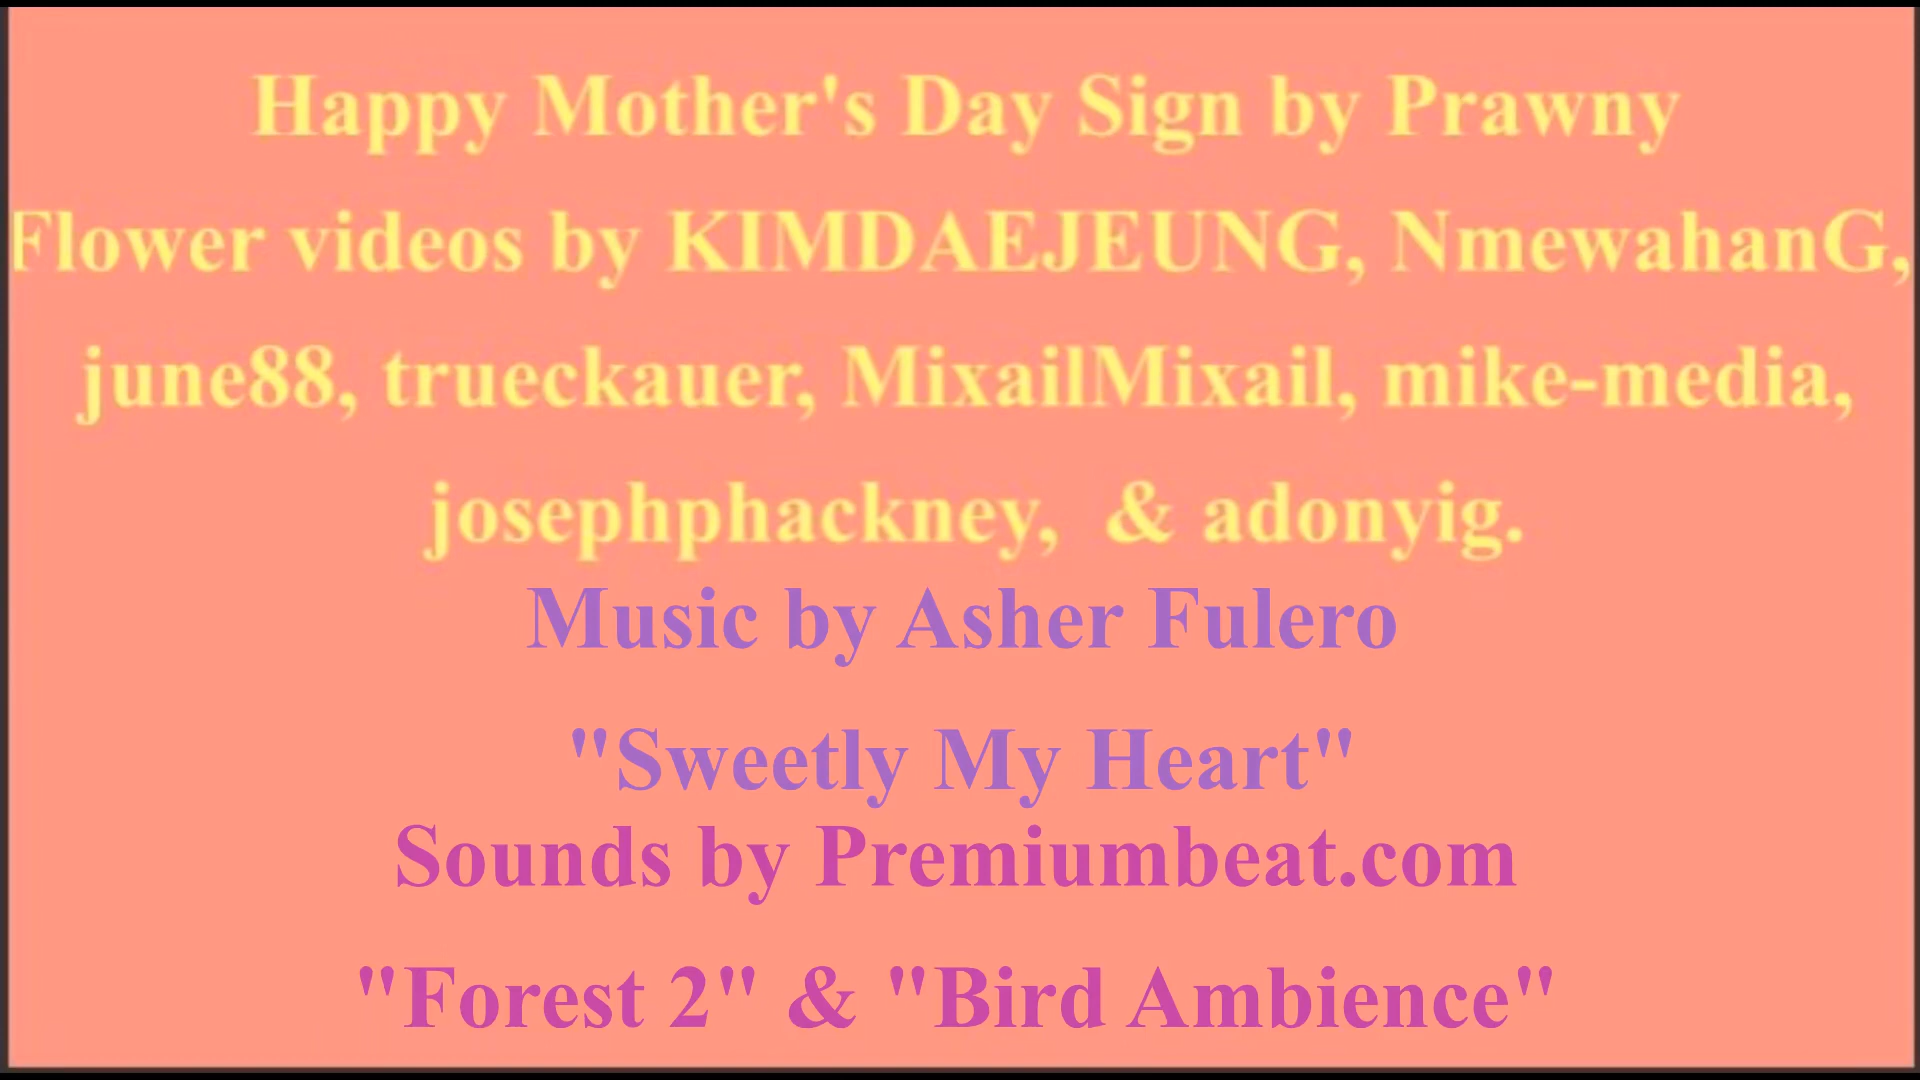 Happy Mother's Day Sign by Prawny
Flower videos by KIMDAEJEUNG, NmewahanG,
june88, trueckauer, MixailMixail, mike-media,
josephphackney, & adonyig.
Music by Asher Fulero
"Sweetly My Heart"
Sounds by Premiumbeat.com
"Forest 2" & "Bird Ambience"